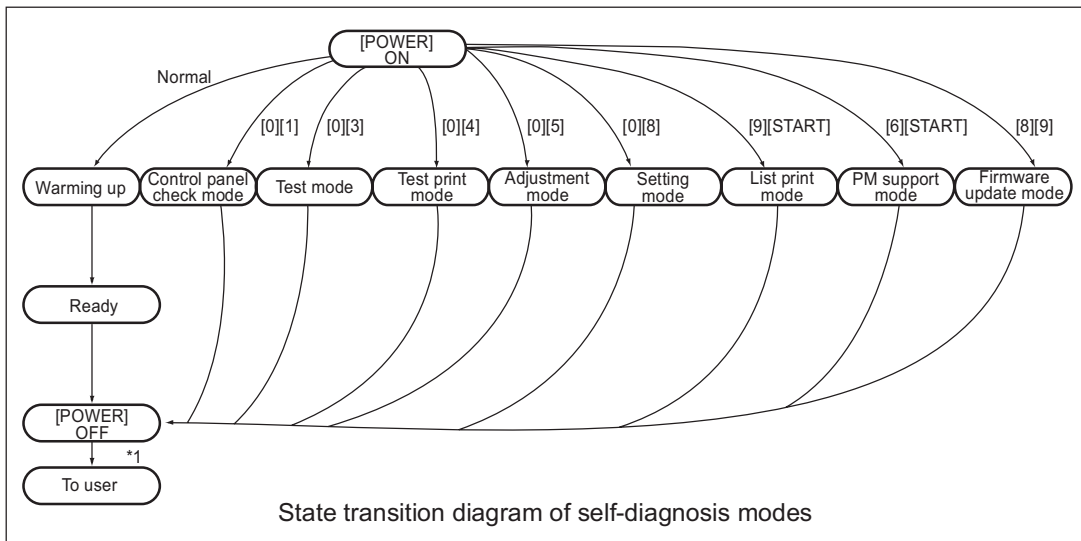 [POWER]
ON
Normal
[0][1]
[0][3]
[0][4]
[0][5]
[0][8]
[9][START]
[6][START]
[8][9]
Warming up
Control panel
check mode
Test mode
Test print
mode
Adjustment
mode
Setting
mode
List print
mode
PM support
mode
Firmware
update mode
Ready
[POWER]
OFF
*1
To user
State transition diagram of self-diagnosis modes